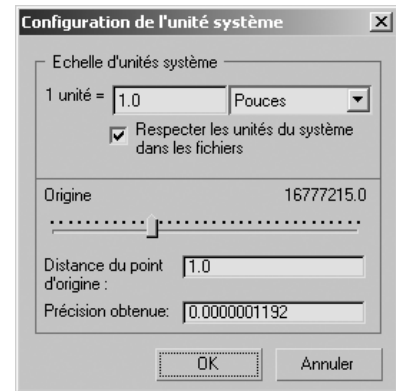 Configuration de l'unité système
Echelle d'unités système
1 unité = 1.0 Pouces
Respecter les unités du système
dans les fichiers
Origine 16777215.0
Distance du point
d'origine : 1.0
Précision obtenue: 0.0000001192
OK Annuler